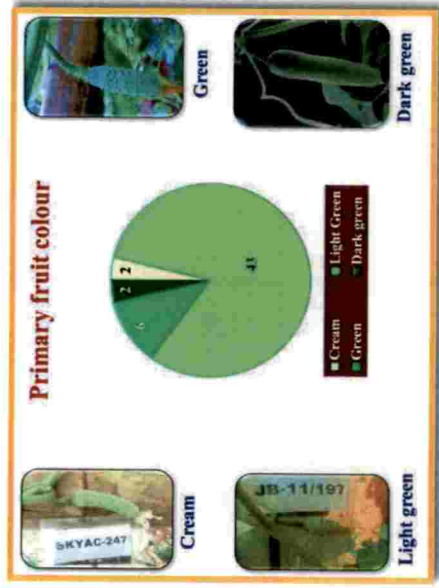 Primary fruit colour
SKYAC-247
Cream
Green
2
2
6
43
JB-11/197
Light green
Cream
Light Green
Green
Dark green
Dark green